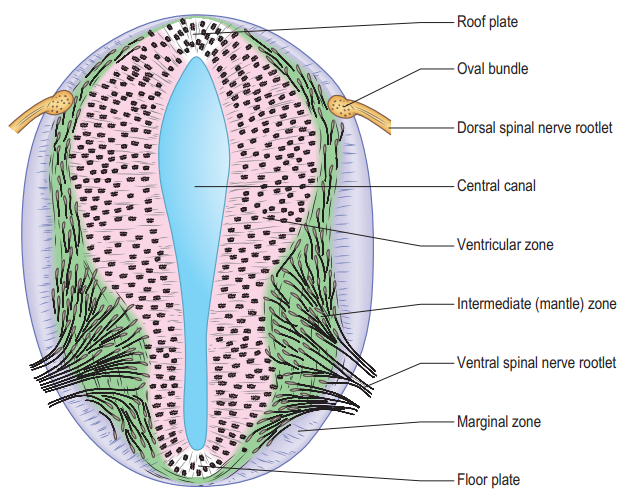 Roof plate
Oval bundle
Dorsal spinal nerve rootlet
Central canal
Ventricular zone
Intermediate (mantle) zone
Ventral spinal nerve rootlet
Marginal zone
Floor plate